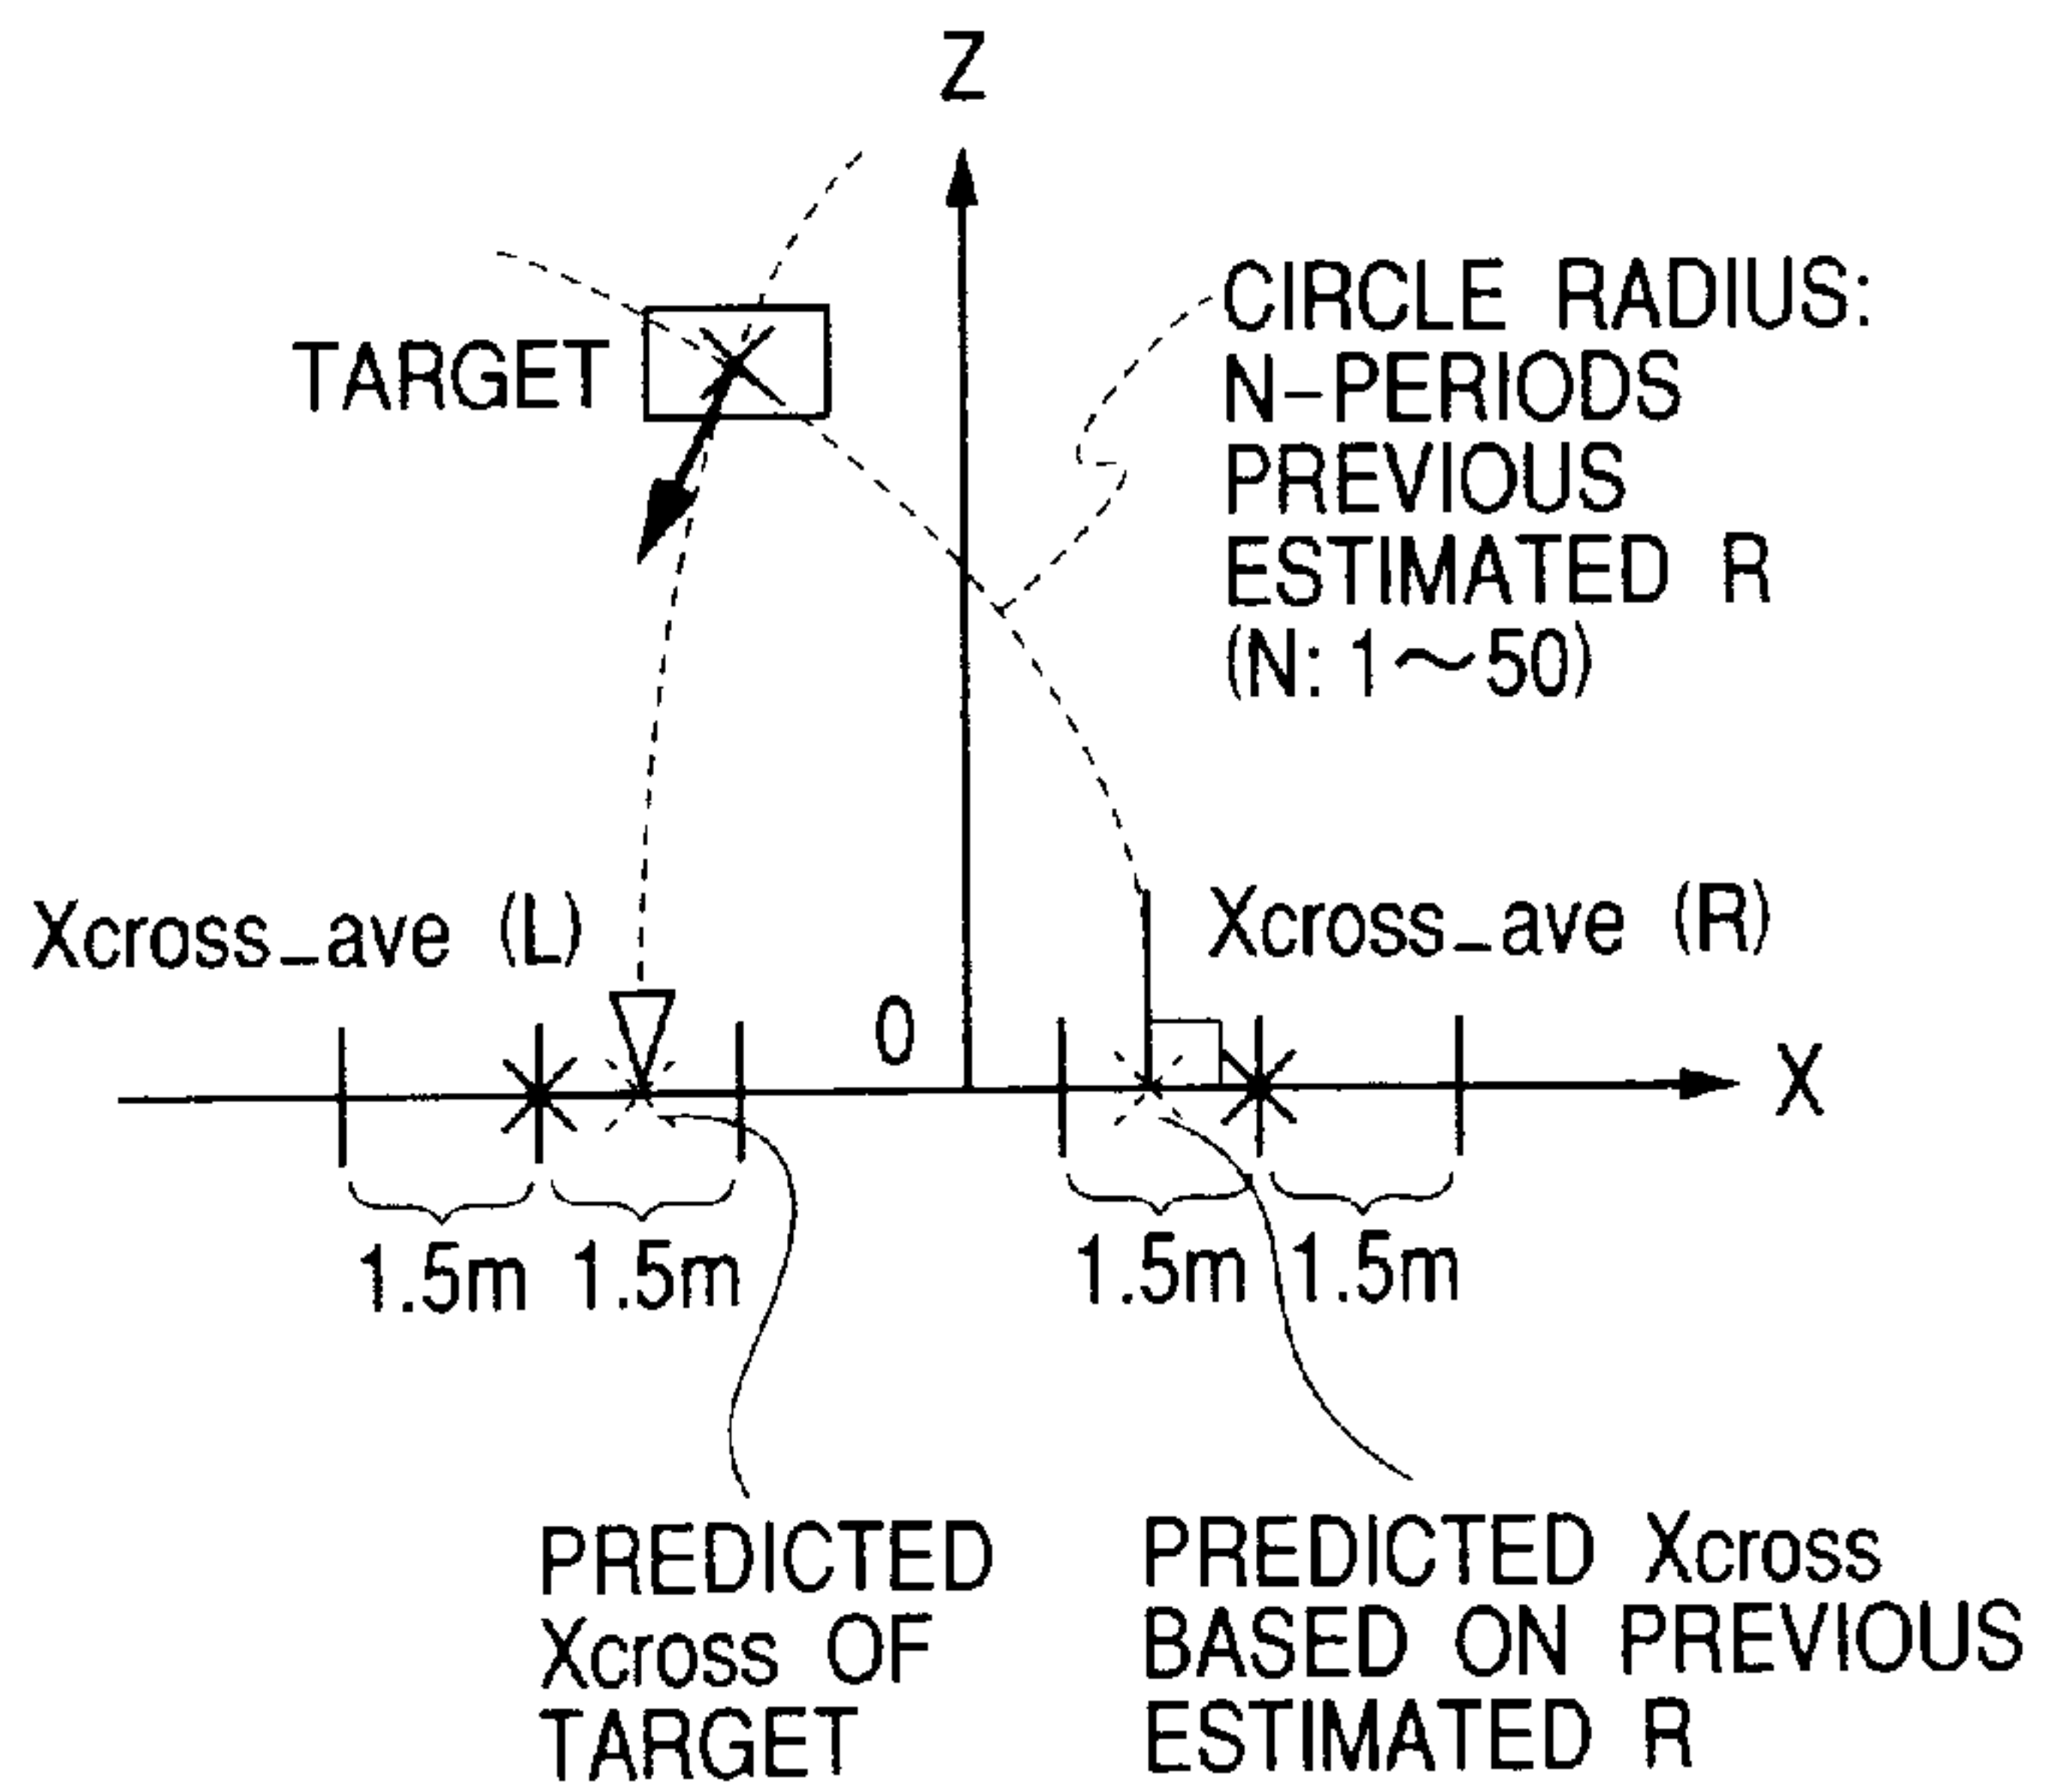 Z
TARGET
CIRCLE RADIUS:
N-PERIODS
PREVIOUS
ESTIMATED R
(N: 1～50)
Xcross_ave (L)
Xcross_ave (R)
0
X
1.5m 1.5m
1.5m 1.5m
PREDICTED
Xcross OF
TARGET
PREDICTED Xcross
BASED ON PREVIOUS
ESTIMATED R